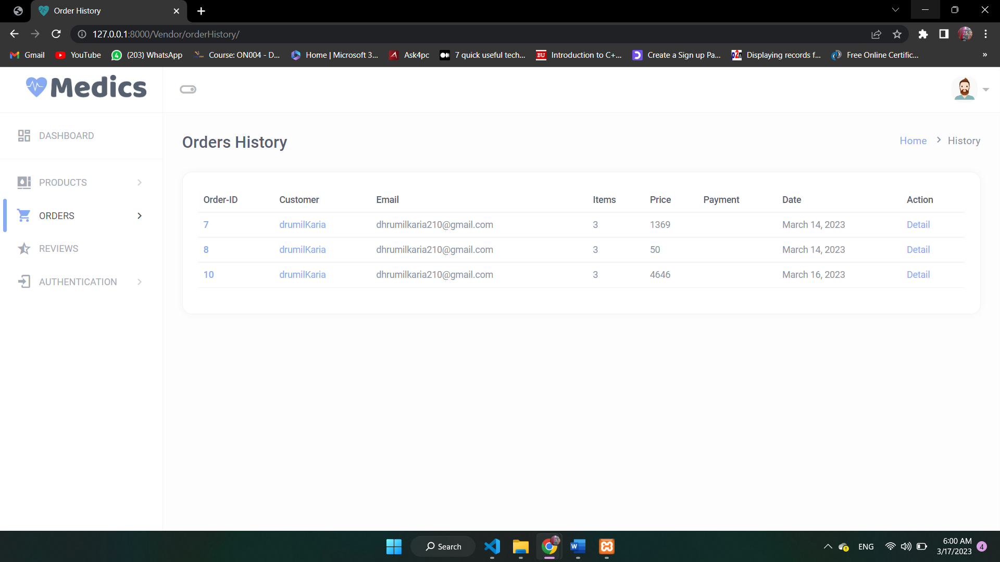 Order History
127.0.0.1:8000/Vendor/orderHistory/
Gmail YouTube (203) WhatsApp Course: ON004 - D... Home | Microsoft 3... Ask4pc 7 quick useful tech... BU Introduction to C+... Create a Sign up Pa... p2n Displaying records f... Free Online Certific... »
Medics
DASHBOARD
Orders History
Home > History
PRODUCTS
ORDERS
REVIEWS
AUTHENTICATION
Order-ID Customer Email Items Price Payment Date Action
7 drumilKaria dhrumilkaria210@gmail.com 3 1369 March 14, 2023 Detail
8 drumilKaria dhrumilkaria210@gmail.com 3 50 March 14, 2023 Detail
10 drumilKaria dhrumilkaria210@gmail.com 3 4646 March 16, 2023 Detail
Search
ENG
6:00 AM
3/17/2023
4